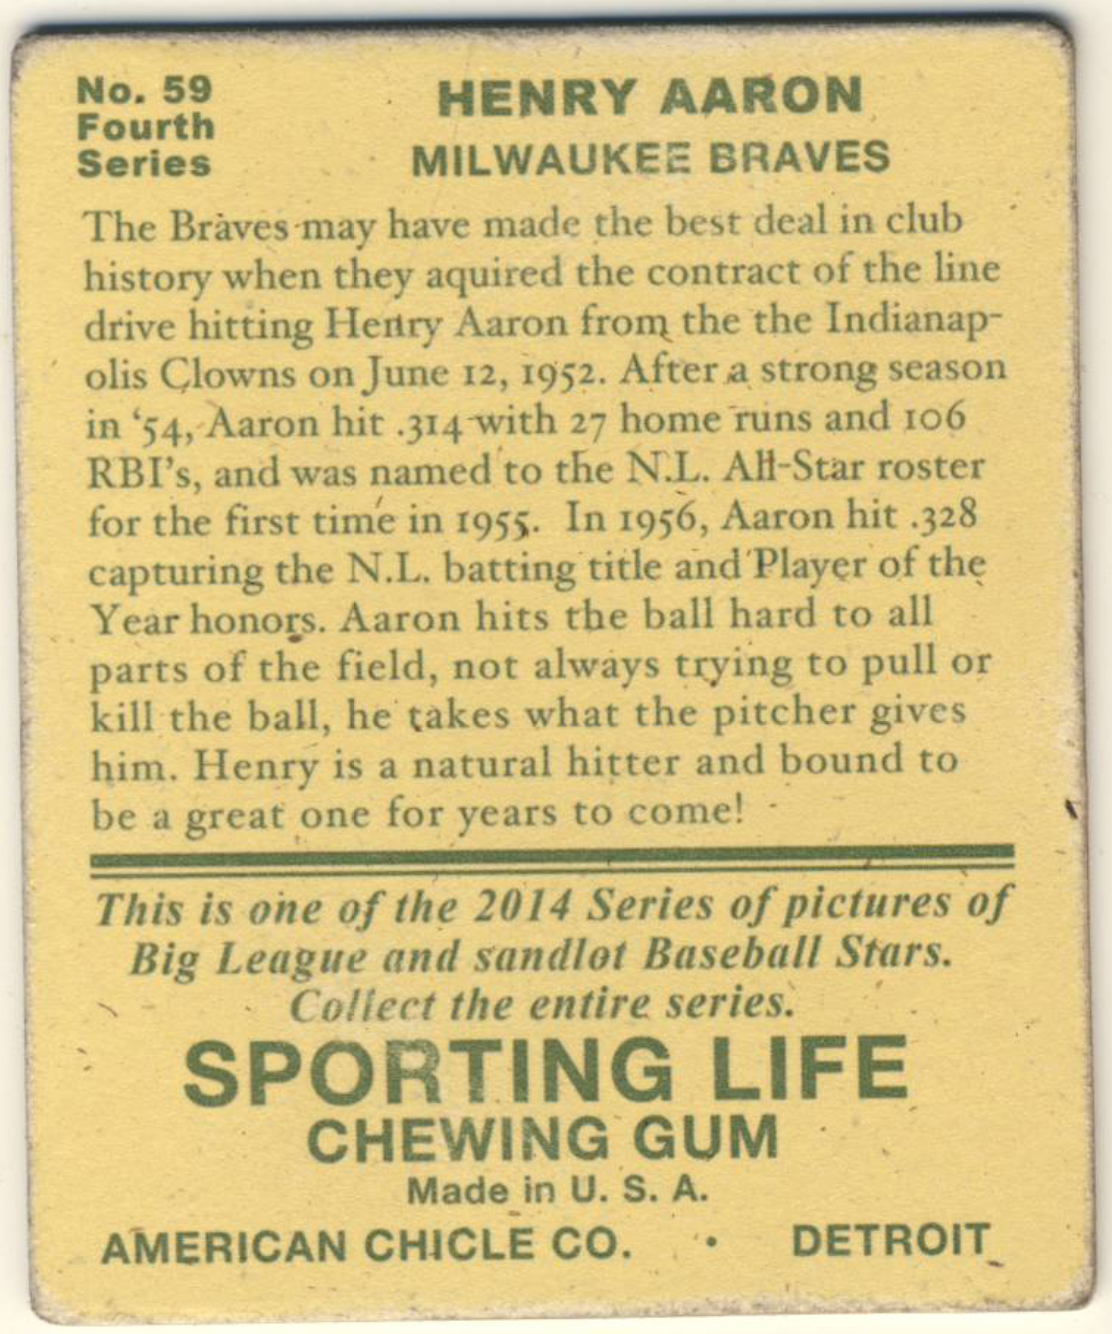 No. 59
Fourth
Series
HENRY AARON
MILWAUKEE BRAVES
The Braves may have made the best deal in club
history when they aquired the contract of the line
drive hitting Henry Aaron from the the Indianap-
olis Clowns on June 12, 1952. After a strong season
in ‘54, Aaron hit .314 with 27 home runs and 106
RBI’s, and was named to the N.L. All-Star roster
for the first time in 1955. In 1956, Aaron hit .328
capturing the N.L. batting title and Player of the
Year honors. Aaron hits the ball hard to all
parts of the field, not always trying to pull or
kill the ball, he takes what the pitcher gives
him. Henry is a natural hitter and bound to
be a great one for years to come!
This is one of the 2014 Series of pictures of
Big League and sandlot Baseball Stars.
Collect the entire series.
SPORTING LIFE
CHEWING GUM
Made in U. S. A.
AMERICAN CHICLE CO. • DETROIT